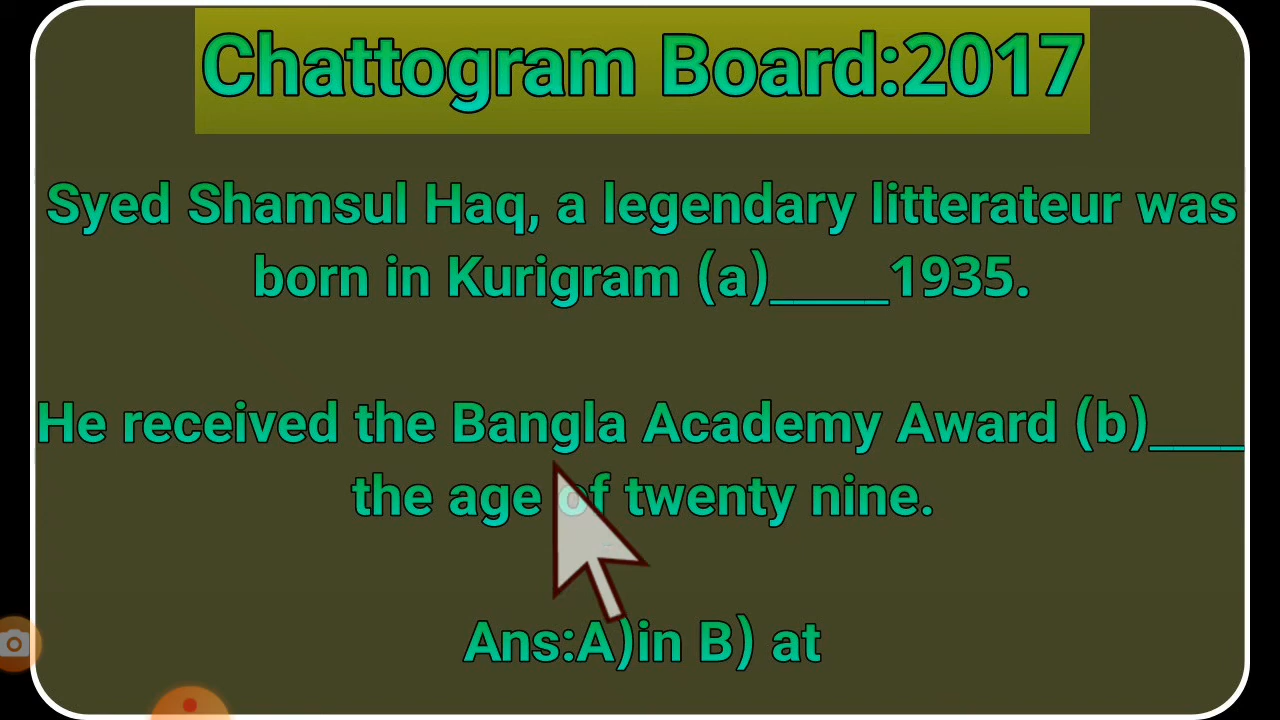 Chattogram Board:2017
Syed Shamsul Haq, a legendary litterateur was
born in Kurigram (a)_____1935.
He received the Bangla Academy Award (b)____
the age of twenty nine.
Ans:A)in B) at